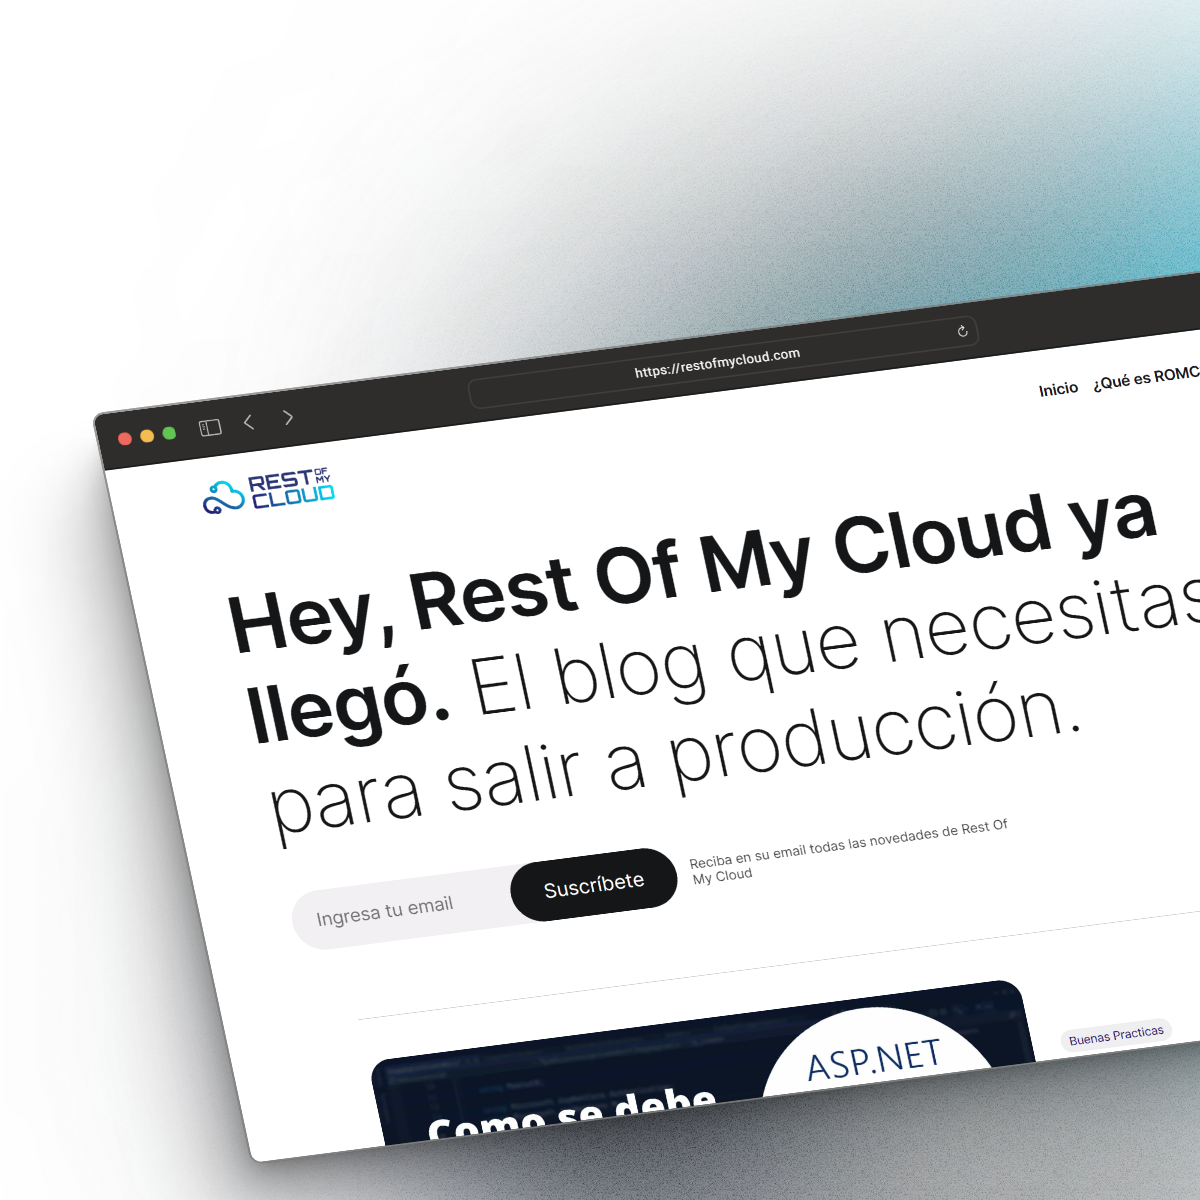 https://restofmycloud.com
Inicio ¿Qué es ROMC
REST OF MY
CLOUD
Hey, Rest Of My Cloud ya
llegó. El blog que necesitas
para salir a producción.
Ingresa tu email
Suscríbete
Reciba en su email todas las novedades de Rest Of
My Cloud
ASP.NET
Como se debe
Buenas Practicas